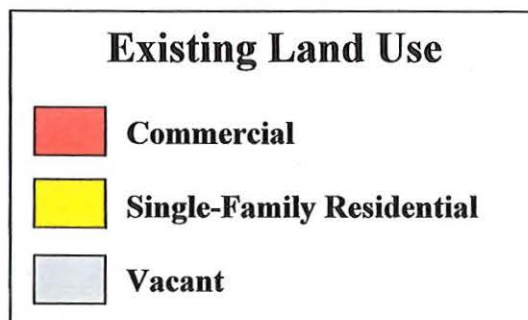 Existing Land Use
Commercial
Single-Family Residential
Vacant